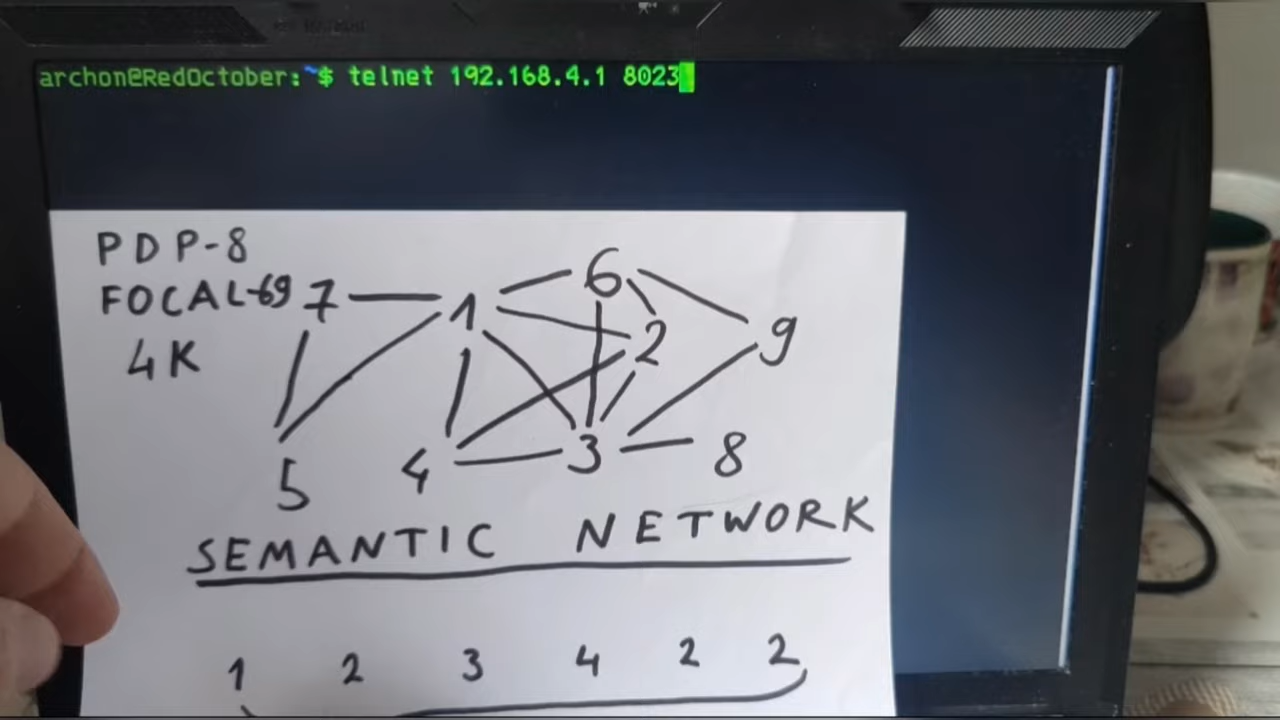 archon@RedOctober:~$ telnet 192.168.4.1 8023
PDP-8
FOCAL-69
4K
7 1 6
2 9
5 4 3 8
SEMANTIC NETWORK
1 2 3 4 2 2